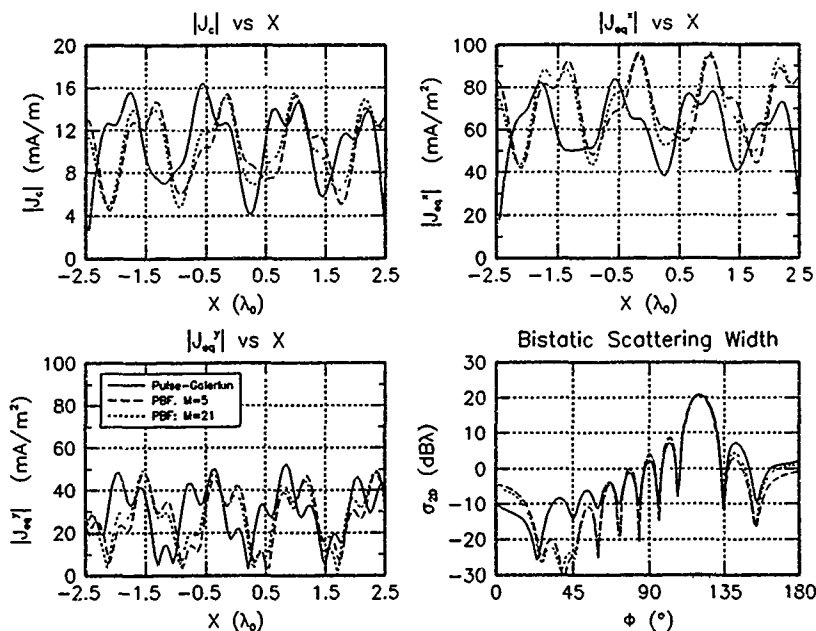 |J_c| vs X
20
16
12
8
4
0
|J_c| (mA/m)
-2.5 -1.5 -0.5 0.5 1.5 2.5
X (λ₀)
|J_eq^x| vs X
100
80
60
40
20
0
|J_eq^x| (mA/m²)
-2.5 -1.5 -0.5 0.5 1.5 2 5
X (λ₀)
|J_eq^y| vs X
100
80
60
40
20
0
|J_eq^y| (mA/m²)
Pulse-Galerkin
PBF, M=5
PBF: M=21
-2.5 -1.5 -0.5 0.5 1.5 2.5
X (λ₀)
Bistatic Scattering Width
30
20
10
0
-10
-20
-30
σ_2D (dBλ)
0 45 90 135 180
Φ (°)